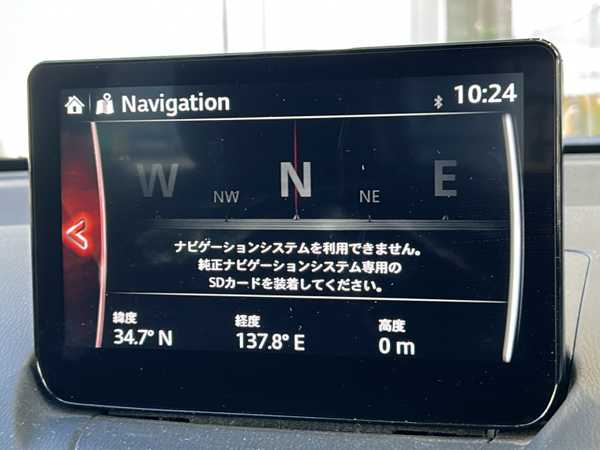 Navigation 10:24
W NW N NE E
ナビゲーションシステムを利用できません。
純正ナビゲーションシステム専用の
SDカードを装着してください。
緯度 経度 高度
34.7° N 137.8° E 0 m